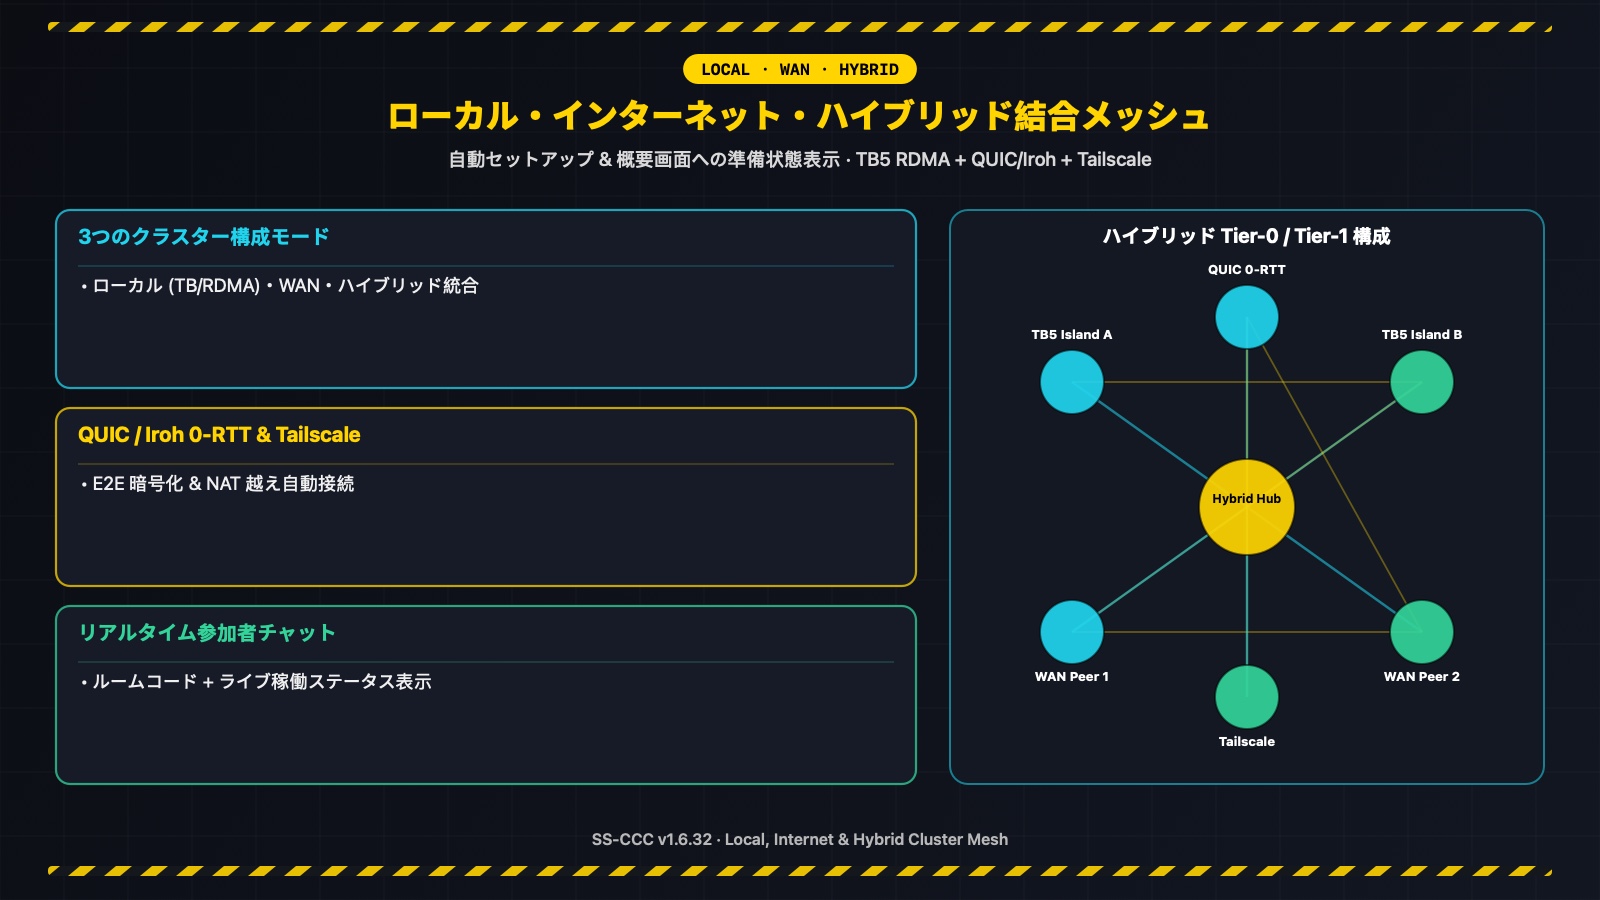 LOCAL · WAN · HYBRID
ローカル・インターネット・ハイブリッド結合メッシュ
自動セットアップ & 概要画面への準備状態表示 · TB5 RDMA + QUIC/Iroh + Tailscale
3つのクラスター構成モード
• ローカル (TB/RDMA)・WAN・ハイブリッド統合
QUIC / Iroh 0-RTT & Tailscale
• E2E 暗号化 & NAT 越え自動接続
リアルタイム参加者チャット
• ルームコード + ライブ稼働ステータス表示
ハイブリッド Tier-0 / Tier-1 構成
QUIC 0-RTT
TB5 Island A
TB5 Island B
Hybrid Hub
WAN Peer 1
WAN Peer 2
Tailscale
SS-CCC v1.6.32 · Local, Internet & Hybrid Cluster Mesh